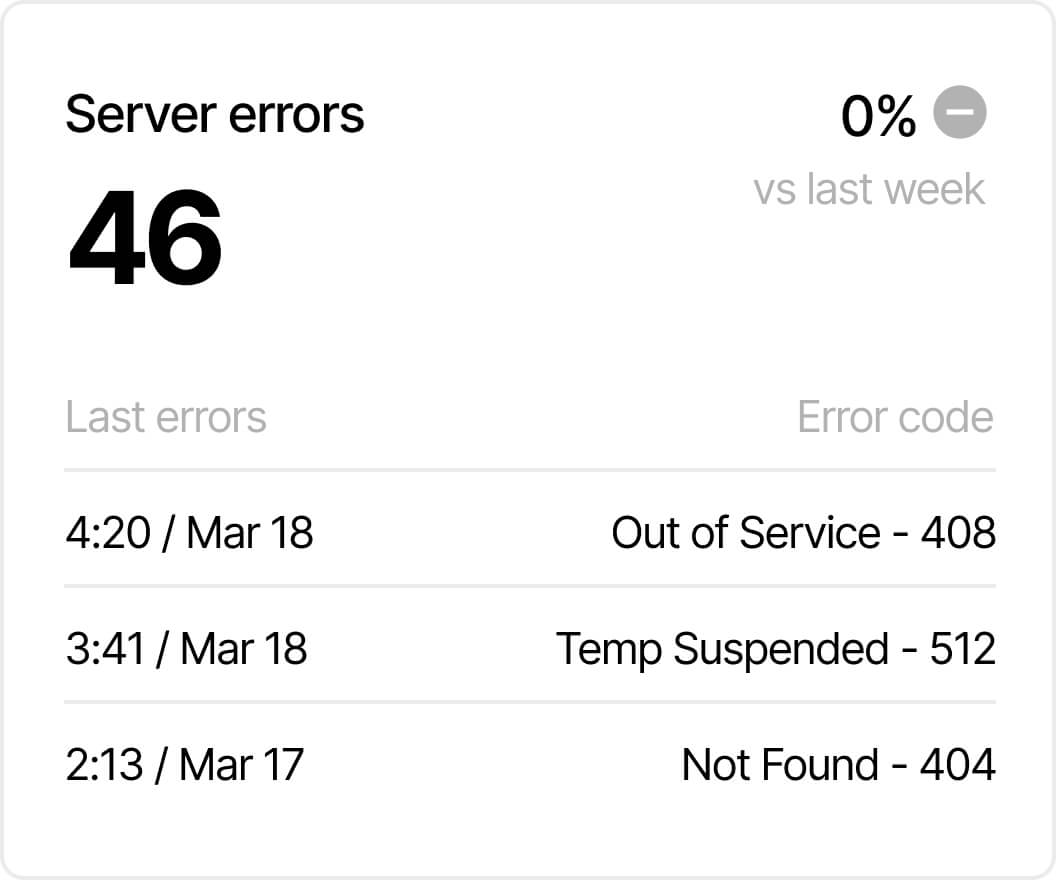 Server errors
0%
vs last week
46
Last errors
Error code
4:20 / Mar 18
Out of Service - 408
3:41 / Mar 18
Temp Suspended - 512
2:13 / Mar 17
Not Found - 404